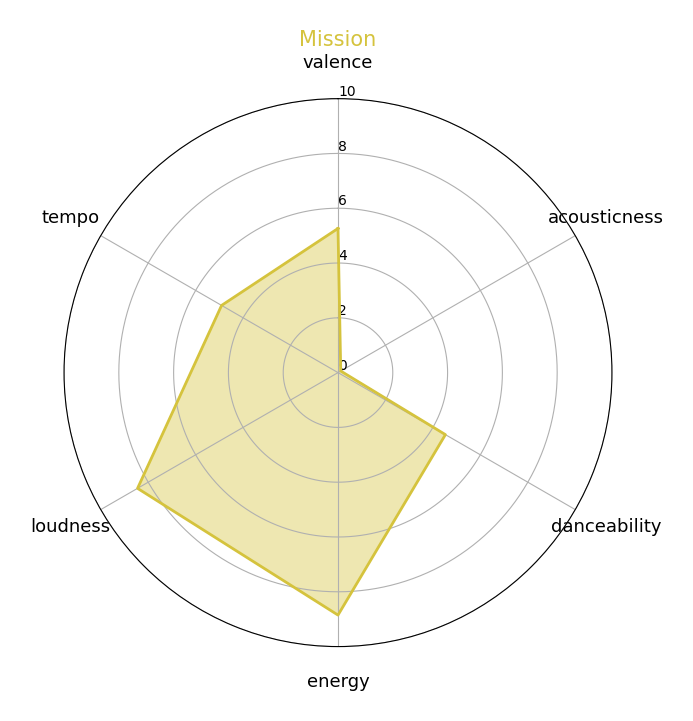 Mission
valence
10
8
6
tempo
acousticness
4
2
0
loudness
danceability
energy